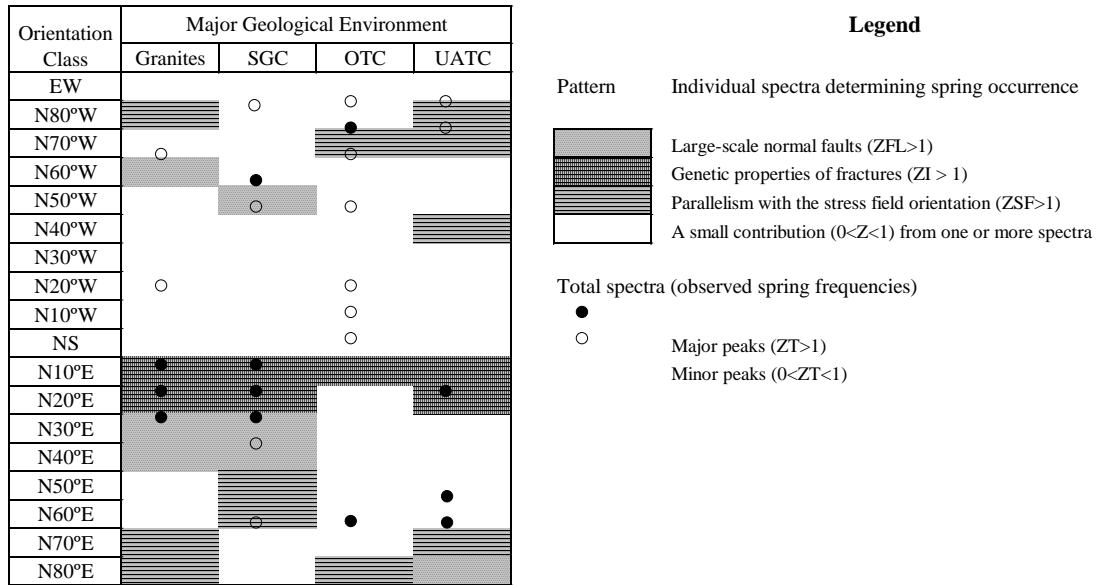 Orientation Class
Major Geological Environment
Granites SGC OTC UATC
EW
N80ºW
N70ºW
N60ºW
N50ºW
N40ºW
N30ºW
N20ºW
N10ºW
NS
N10ºE
N20ºE
N30ºE
N40ºE
N50ºE
N60ºE
N70ºE
N80ºE
Legend
Pattern Individual spectra determining spring occurrence
Large-scale normal faults (ZFL>1)
Genetic properties of fractures (ZI > 1)
Parallelism with the stress field orientation (ZSF>1)
A small contribution (0<Z<1) from one or more spectra
Total spectra (observed spring frequencies)
Major peaks (ZT>1)
Minor peaks (0<ZT<1)